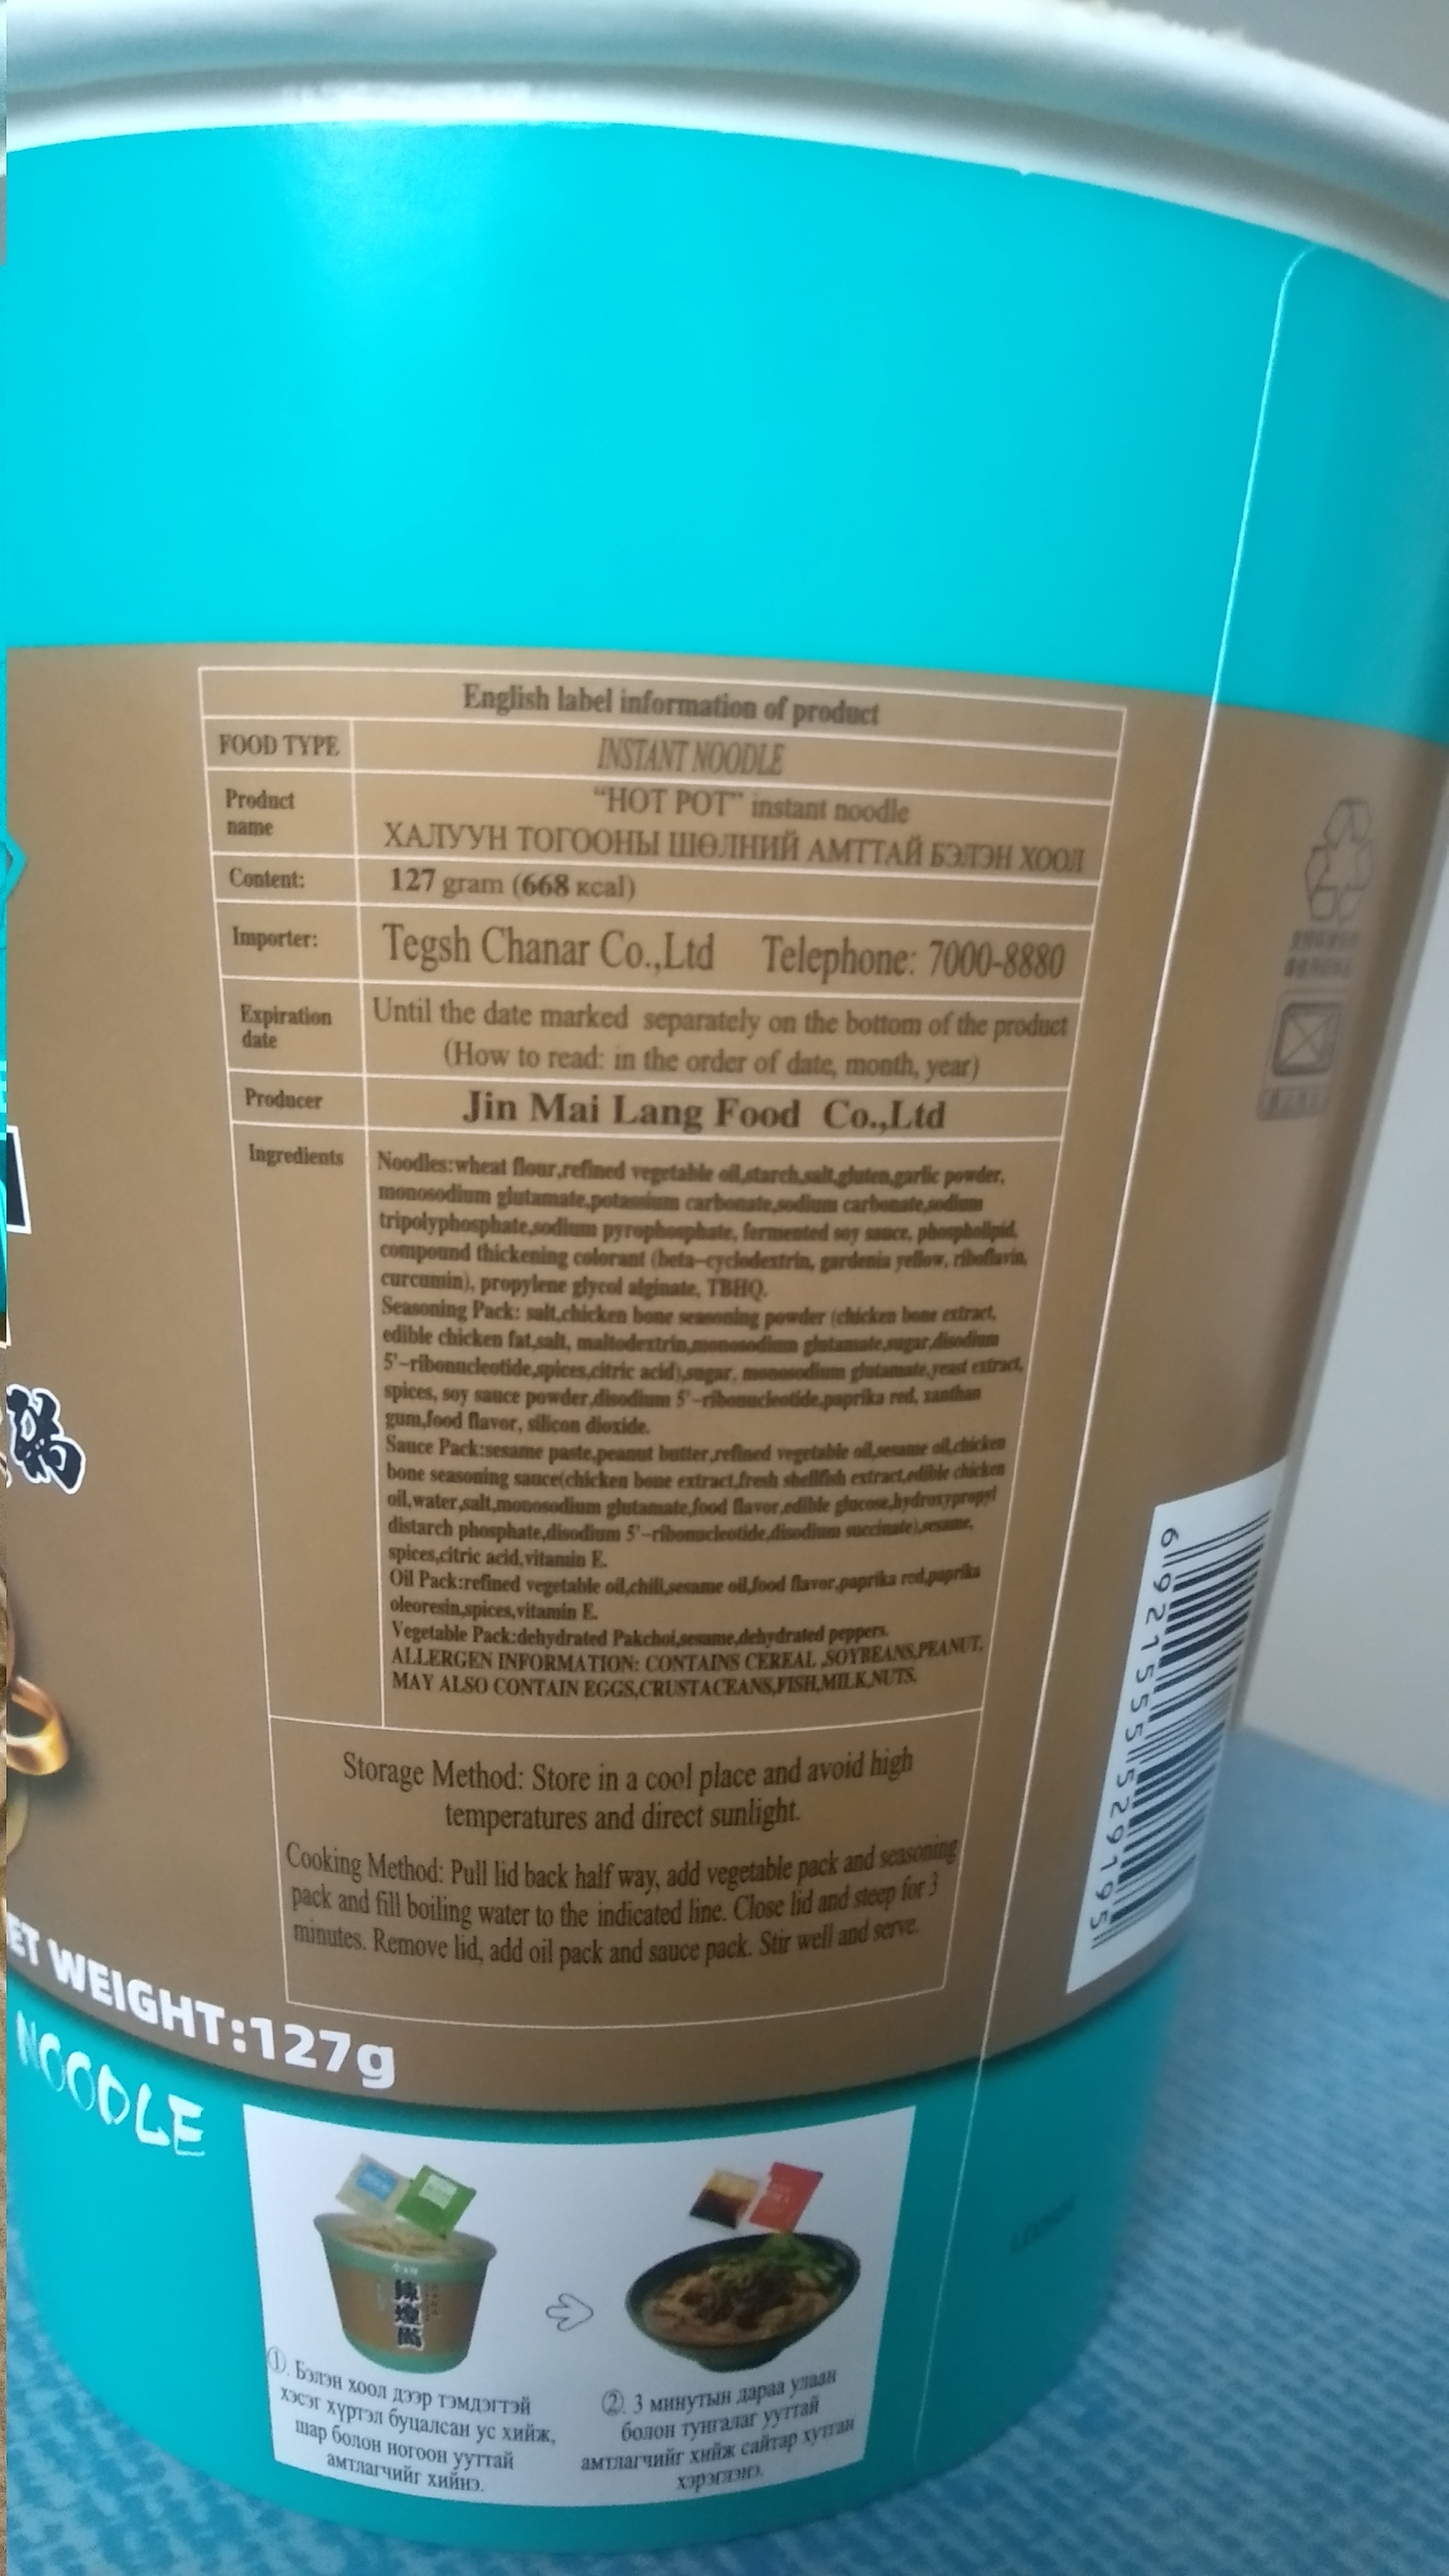 English label information of product
FOOD TYPE
INSTANT NOODLE
Product
name
“HOT POT” instant noodle
ХАЛУУН ТОГООНЫ ШӨЛНИЙ АМТТАЙ БЭЛЭН ХООЛ
Content:
127 gram (668 кcal)
Importer:
Tegsh Chanar Co.,Ltd Telephone: 7000-8880
Expiration
date
Until the date marked separately on the bottom of the product
(How to read: in the order of date, month, year)
Producer
Jin Mai Lang Food Co.,Ltd
Ingredients
Noodles:wheat flour,refined vegetable oil,starch,salt,gluten,garlic powder,
monosodium glutamate,potassium carbonate,sodium carbonate,sodium
tripolyphosphate,sodium pyrophosphate, fermented soy sauce, phospholipid,
compound thickening colorant (beta-cyclodextrin, gardenia yellow, riboflavin,
curcumin), propylene glycol alginate, TBHQ.
Seasoning Pack: salt,chicken bone seasoning powder (chicken bone extract,
edible chicken fat,salt, maltodextrin,monosodium glutamate,sugar,disodium
5'-ribonucleotide,spices,citric acid),sugar, monosodium glutamate,yeast extract,
spices, soy sauce powder,disodium 5'-ribonucleotide,paprika red, xanthan
gum,food flavor, silicon dioxide.
Sauce Pack:sesame paste,peanut butter,refined vegetable oil,sesame oil,chicken
bone seasoning sauce(chicken bone extract,fresh shellfish extract,edible chicken
oil,water,salt,monosodium glutamate,food flavor,edible glucose,hydroxypropyl
distarch phosphate,disodium 5'-ribonucleotide,disodium succinate),sesame,
spices,citric acid,vitamin E.
Oil Pack:refined vegetable oil,chili,sesame oil,food flavor,paprika red,paprika
oleoresin,spices,vitamin E.
Vegetable Pack:dehydrated Pakchoi,sesame,dehydrated peppers.
ALLERGEN INFORMATION: CONTAINS CEREAL ,SOYBEANS,PEANUT,
MAY ALSO CONTAIN EGGS,CRUSTACEANS,FISH,MILK,NUTS.
Storage Method: Store in a cool place and avoid high
temperatures and direct sunlight.
Cooking Method: Pull lid back half way, add vegetable pack and seasoning
pack and fill boiling water to the indicated line. Close lid and steep for 3
minutes. Remove lid, add oil pack and sauce pack. Stir well and serve.
6 921555 529195
ET WEIGHT:127g
NOODLE
①. Бэлэн хоол дээр тэмдэгтэй
хэсэг хүртэл буцалсан ус хийж,
шар болон ногоон ууттай
амтлагчийг хийнэ.
②. 3 минутын дараа улаан
болон тунгалаг ууттай
амтлагчийг хийж сайтар хутган
хэрэглэнэ.